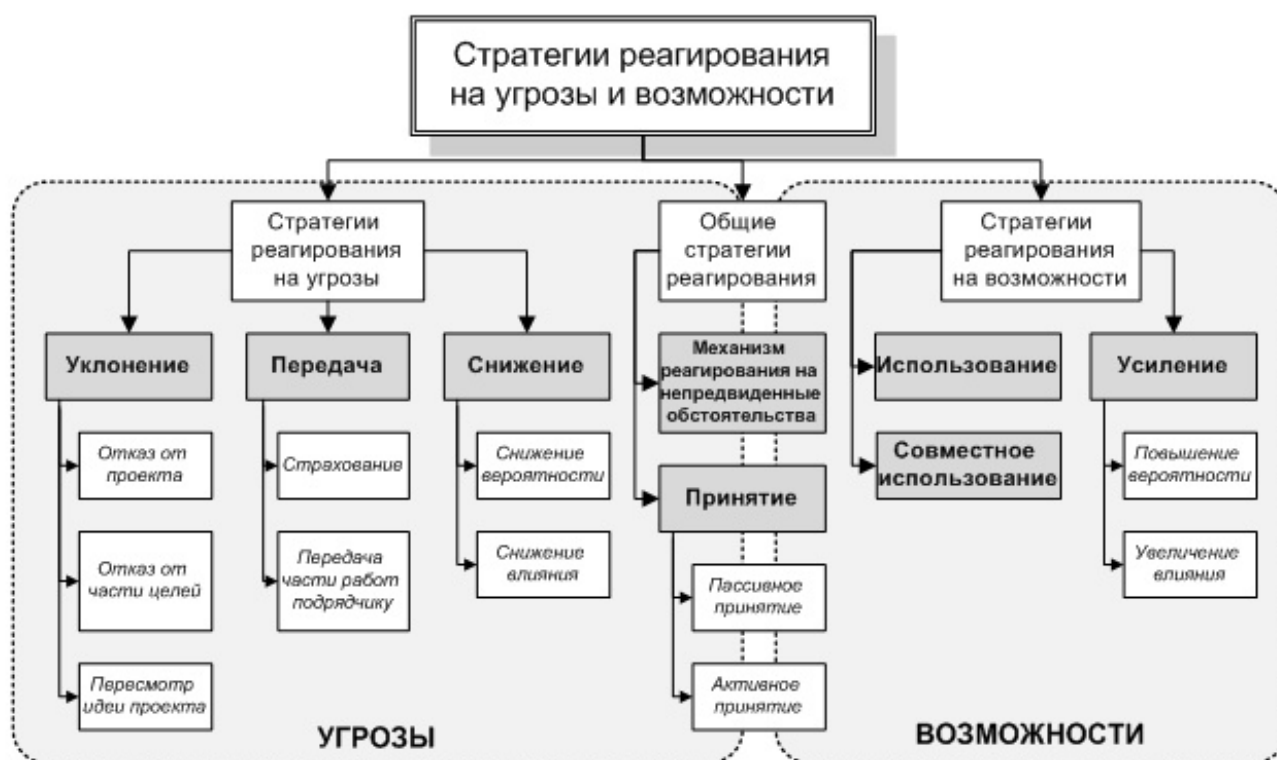 Стратегии реагирования
на угрозы и возможности
Стратегии
реагирования
на угрозы
Общие
стратегии
реагирования
Стратегии
реагирования
на возможности
Уклонение
Передача
Снижение
Механизм
реагирования на
непредвиденные
обстоятельства
Использование
Усиление
Отказ от
проекта
Страхование
Снижение
вероятности
Принятие
Совместное
использование
Повышение
вероятности
Отказ от
части целей
Передача
части работ
подрядчику
Снижение
влияния
Пассивное
принятие
Увеличение
влияния
Пересмотр
идеи проекта
Активное
принятие
УГРОЗЫ
ВОЗМОЖНОСТИ